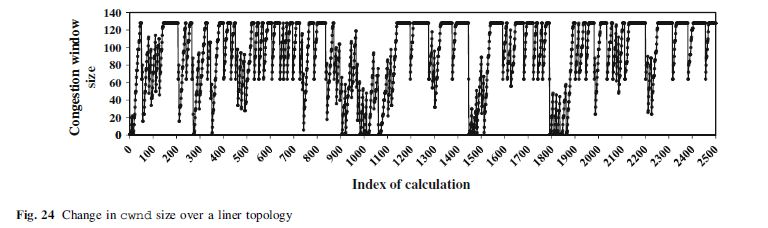 Congestion window
size
140
120
100
80
60
40
20
0
0 100 200 300 400 500 600 700 800 900 1000 1100 1200 1300 1400 1500 1600 1700 1800 1900 2000 2100 2200 2300 2400 2500
Index of calculation
Fig. 24 Change in cwnd size over a liner topology